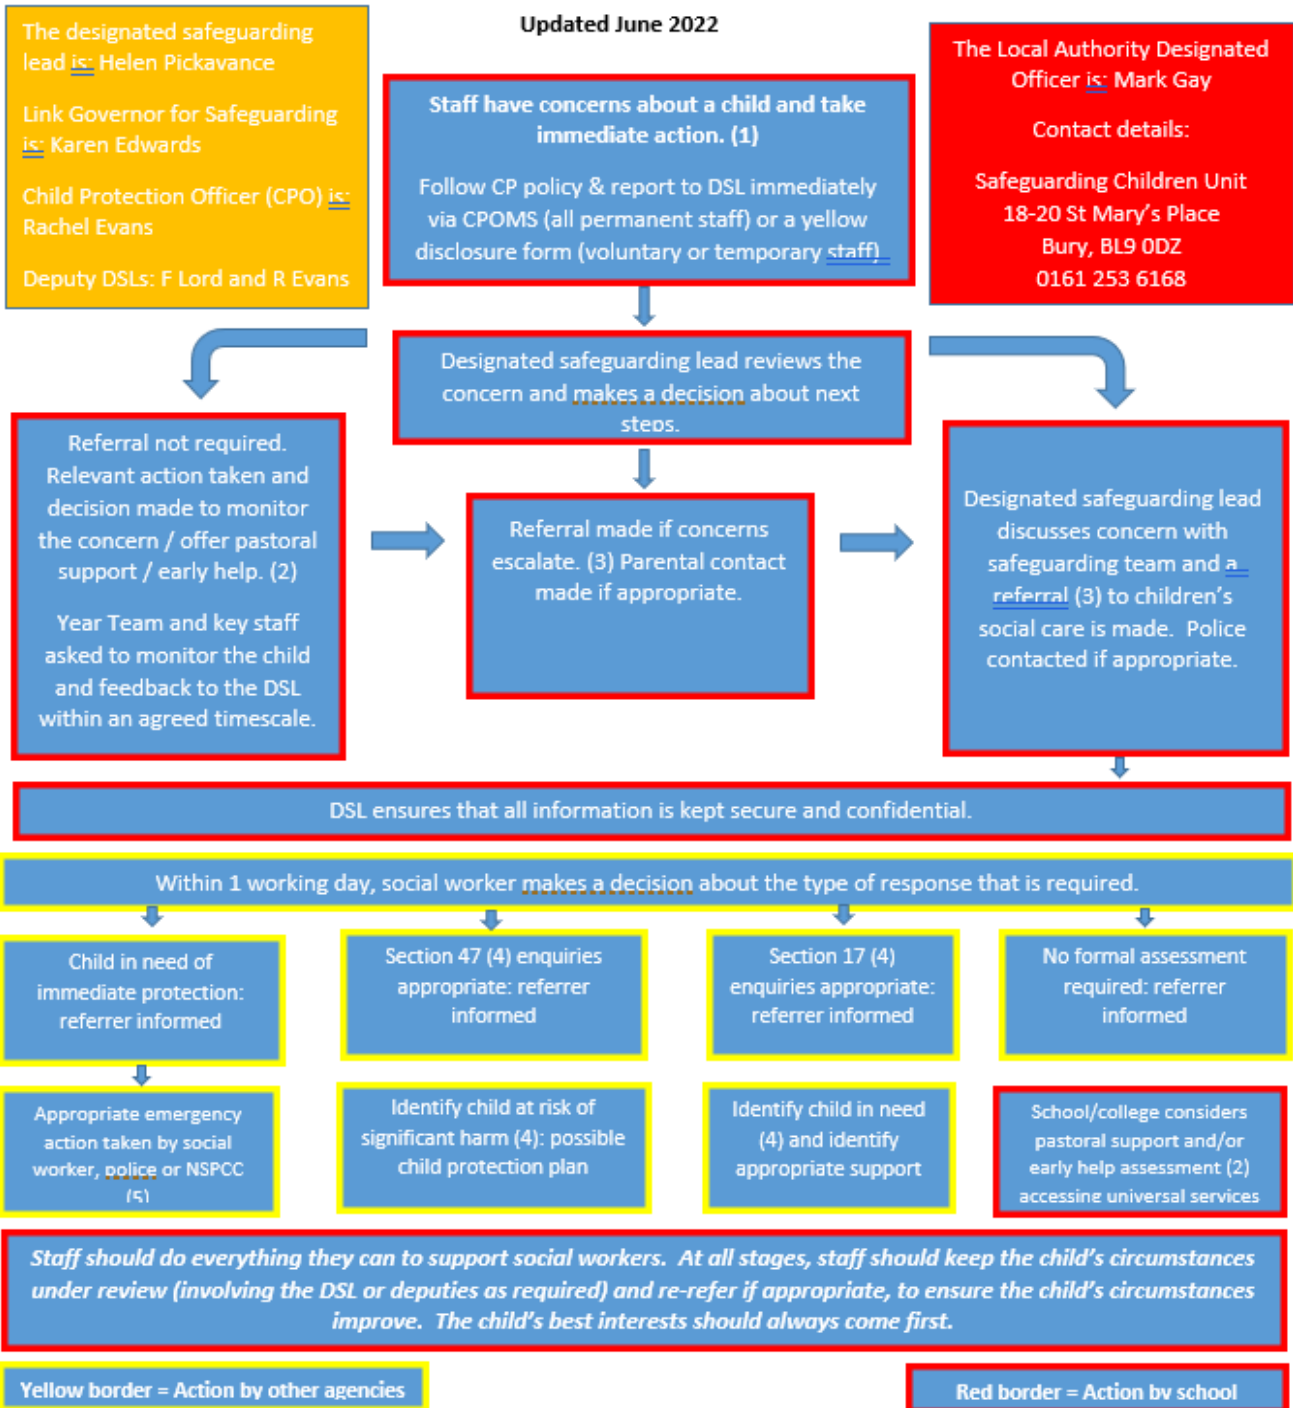 Updated June 2022
The designated safeguarding
lead is: Helen Pickavance
Link Governor for Safeguarding
is: Karen Edwards
Child Protection Officer (CPO) is:
Rachel Evans
Deputy DSLs: F Lord and R Evans
Staff have concerns about a child and take
immediate action. (1)
Follow CP policy & report to DSL immediately
via CPOMS (all permanent staff) or a yellow
disclosure form (voluntary or temporary staff)
The Local Authority Designated
Officer is: Mark Gay
Contact details:
Safeguarding Children Unit
18-20 St Mary's Place
Bury, BL9 0DZ
0161 253 6168
Designated safeguarding lead reviews the
concern and makes a decision about next
steps.
Referral not required.
Relevant action taken and
decision made to monitor
the concern / offer pastoral
support / early help. (2)
Year Team and key staff
asked to monitor the child
and feedback to the DSL
within an agreed timescale.
Referral made if concerns
escalate. (3) Parental contact
made if appropriate.
Designated safeguarding lead
discusses concern with
safeguarding team and a
referral (3) to children's
social care is made.  Police
contacted if appropriate.
DSL ensures that all information is kept secure and confidential.
Within 1 working day, social worker makes a decision about the type of response that is required.
Child in need of
immediate protection:
referrer informed
Section 47 (4) enquiries
appropriate: referrer
informed
Section 17 (4)
enquiries appropriate:
referrer informed
No formal assessment
required: referrer
informed
Appropriate emergency
action taken by social
worker, police or NSPCC
(5)
Identify child at risk of
significant harm (4): possible
child protection plan
Identify child in need
(4) and identify
appropriate support
School/college considers
pastoral support and/or
early help assessment (2)
accessing universal services
Staff should do everything they can to support social workers.  At all stages, staff should keep the child's circumstances
under review (involving the DSL or deputies as required) and re-refer if appropriate, to ensure the child's circumstances
improve.  The child's best interests should always come first.
Yellow border = Action by other agencies
Red border = Action by school